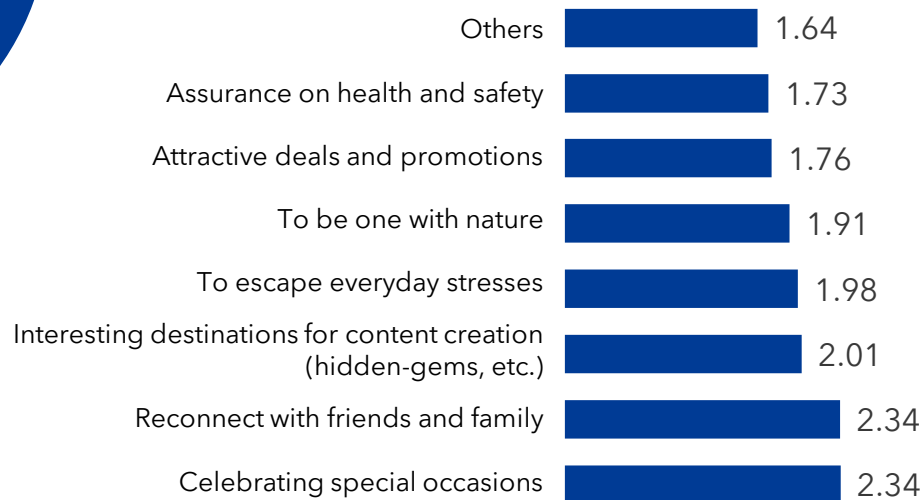 Others 1.64
Assurance on health and safety 1.73
Attractive deals and promotions 1.76
To be one with nature 1.91
To escape everyday stresses 1.98
Interesting destinations for content creation
(hidden-gems, etc.) 2.01
Reconnect with friends and family 2.34
Celebrating special occasions 2.34